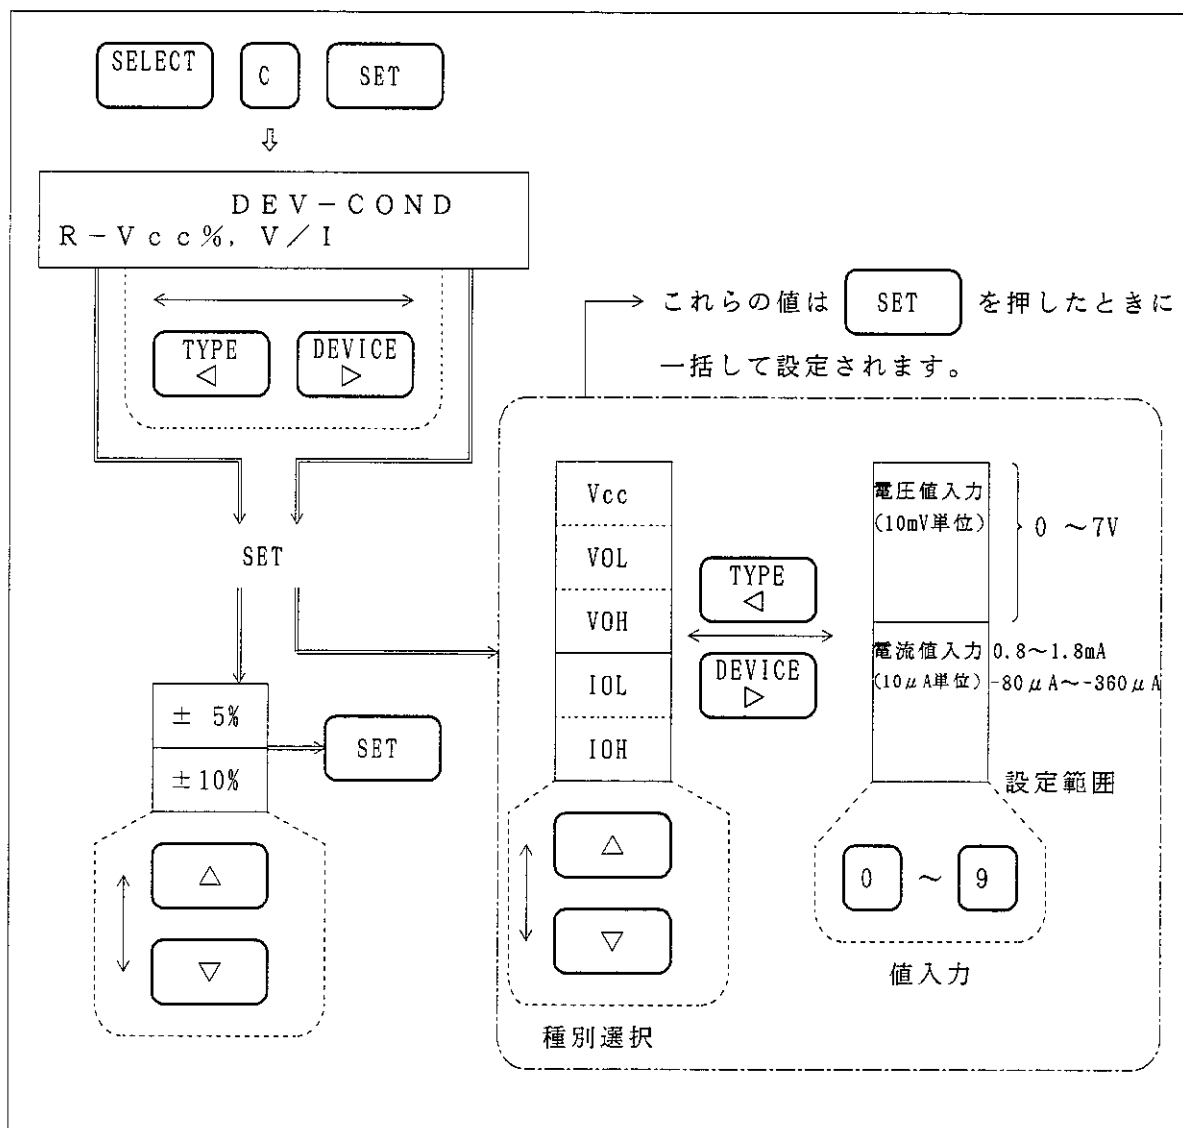 SELECT C SET
⇩
DEV-COND
R-Vcc%, V/I
TYPE
◁
DEVICE
▷
SET
± 5%
±10%
SET
△
▽
これらの値は SET を押したときに
一括して設定されます。
Vcc
VOL
VOH
IOL
IOH
TYPE
◁
DEVICE
▷
電圧値入力
(10mV単位)
0 ～7V
電流値入力 0.8～1.8mA
(10μA単位) -80μA～-360μA
設定範囲
△
▽
種別選択
0 ～ 9
値入力